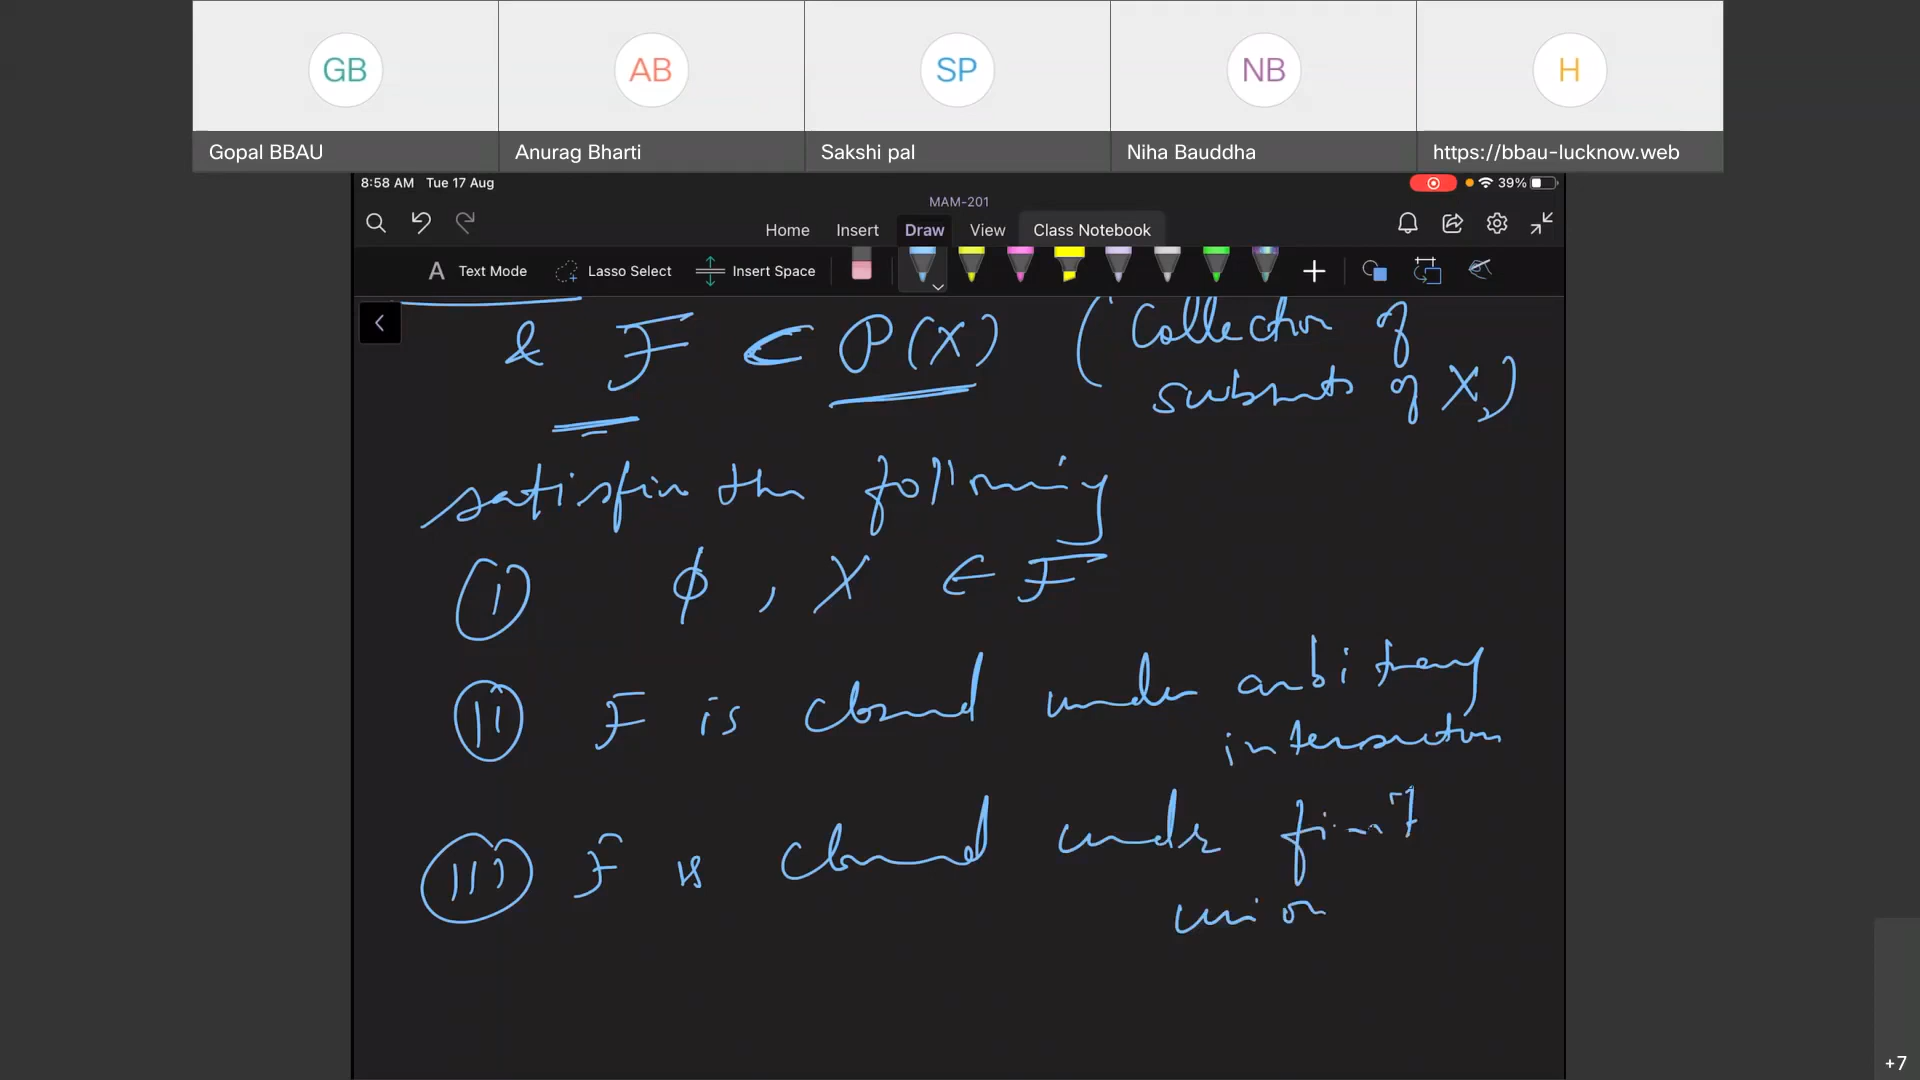 GB AB SP NB H
Gopal BBAU Anurag Bharti Sakshi pal Niha Bauddha https://bbau-lucknow.web
8:58 AM Tue 17 Aug 39%
MAM-201
Home Insert Draw View Class Notebook
A Text Mode Lasso Select Insert Space
& F ⊂ P(X) (Collection of
subsets of X,)
satisfies the following
(I) φ, X ∈ F
(II) F is closed under arbitrary
intersection
(III) F is closed under finite
union
+7